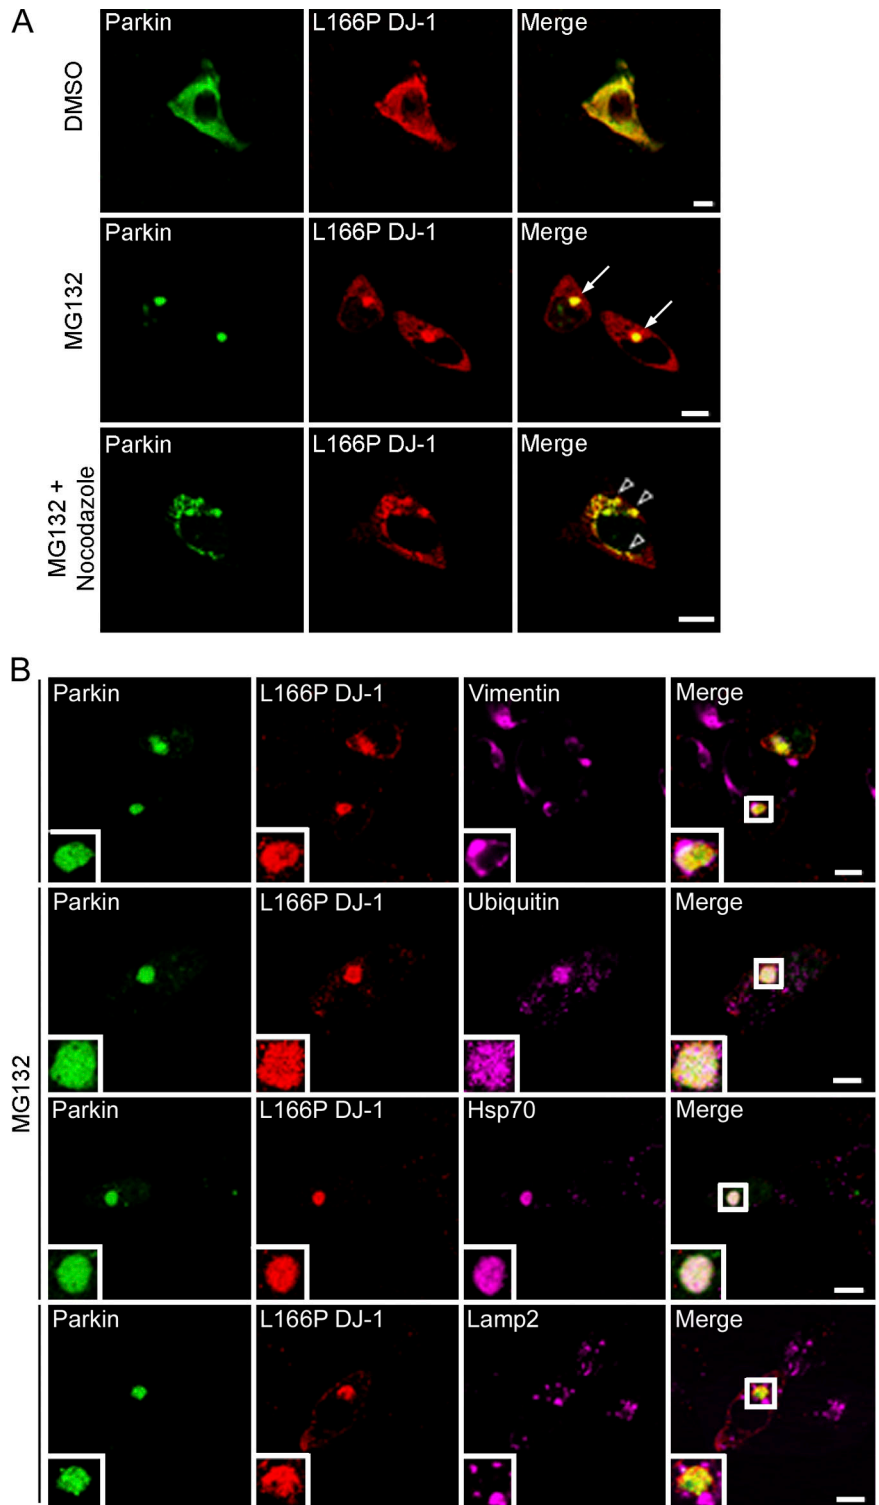 A
DMSO
Parkin
L166P DJ-1
Merge
MG132
Parkin
L166P DJ-1
Merge
MG132 +
Nocodazole
Parkin
L166P DJ-1
Merge
B
MG132
Parkin
L166P DJ-1
Vimentin
Merge
Parkin
L166P DJ-1
Ubiquitin
Merge
Parkin
L166P DJ-1
Hsp70
Merge
Parkin
L166P DJ-1
Lamp2
Merge